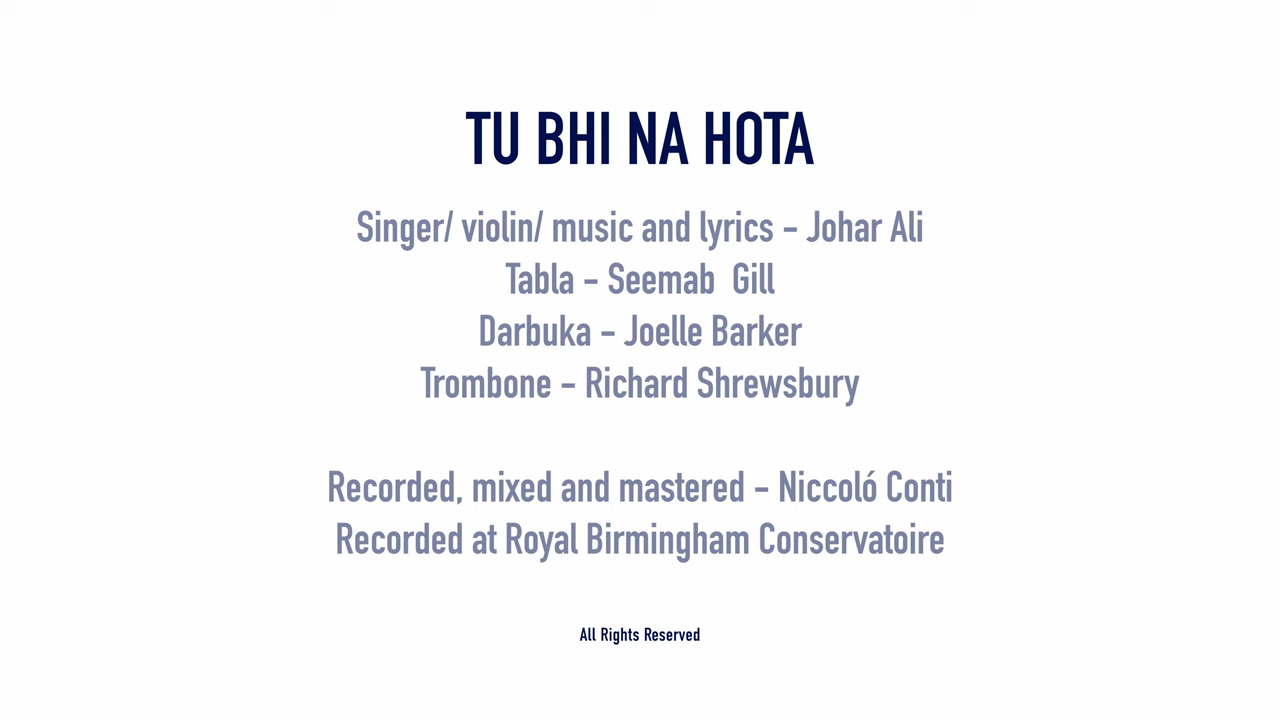 TU BHI NA HOTA
Singer/ violin/ music and lyrics - Johar Ali
Tabla - Seemab  Gill
Darbuka - Joelle Barker
Trombone - Richard Shrewsbury
Recorded, mixed and mastered - Niccoló Conti
Recorded at Royal Birmingham Conservatoire
All Rights Reserved